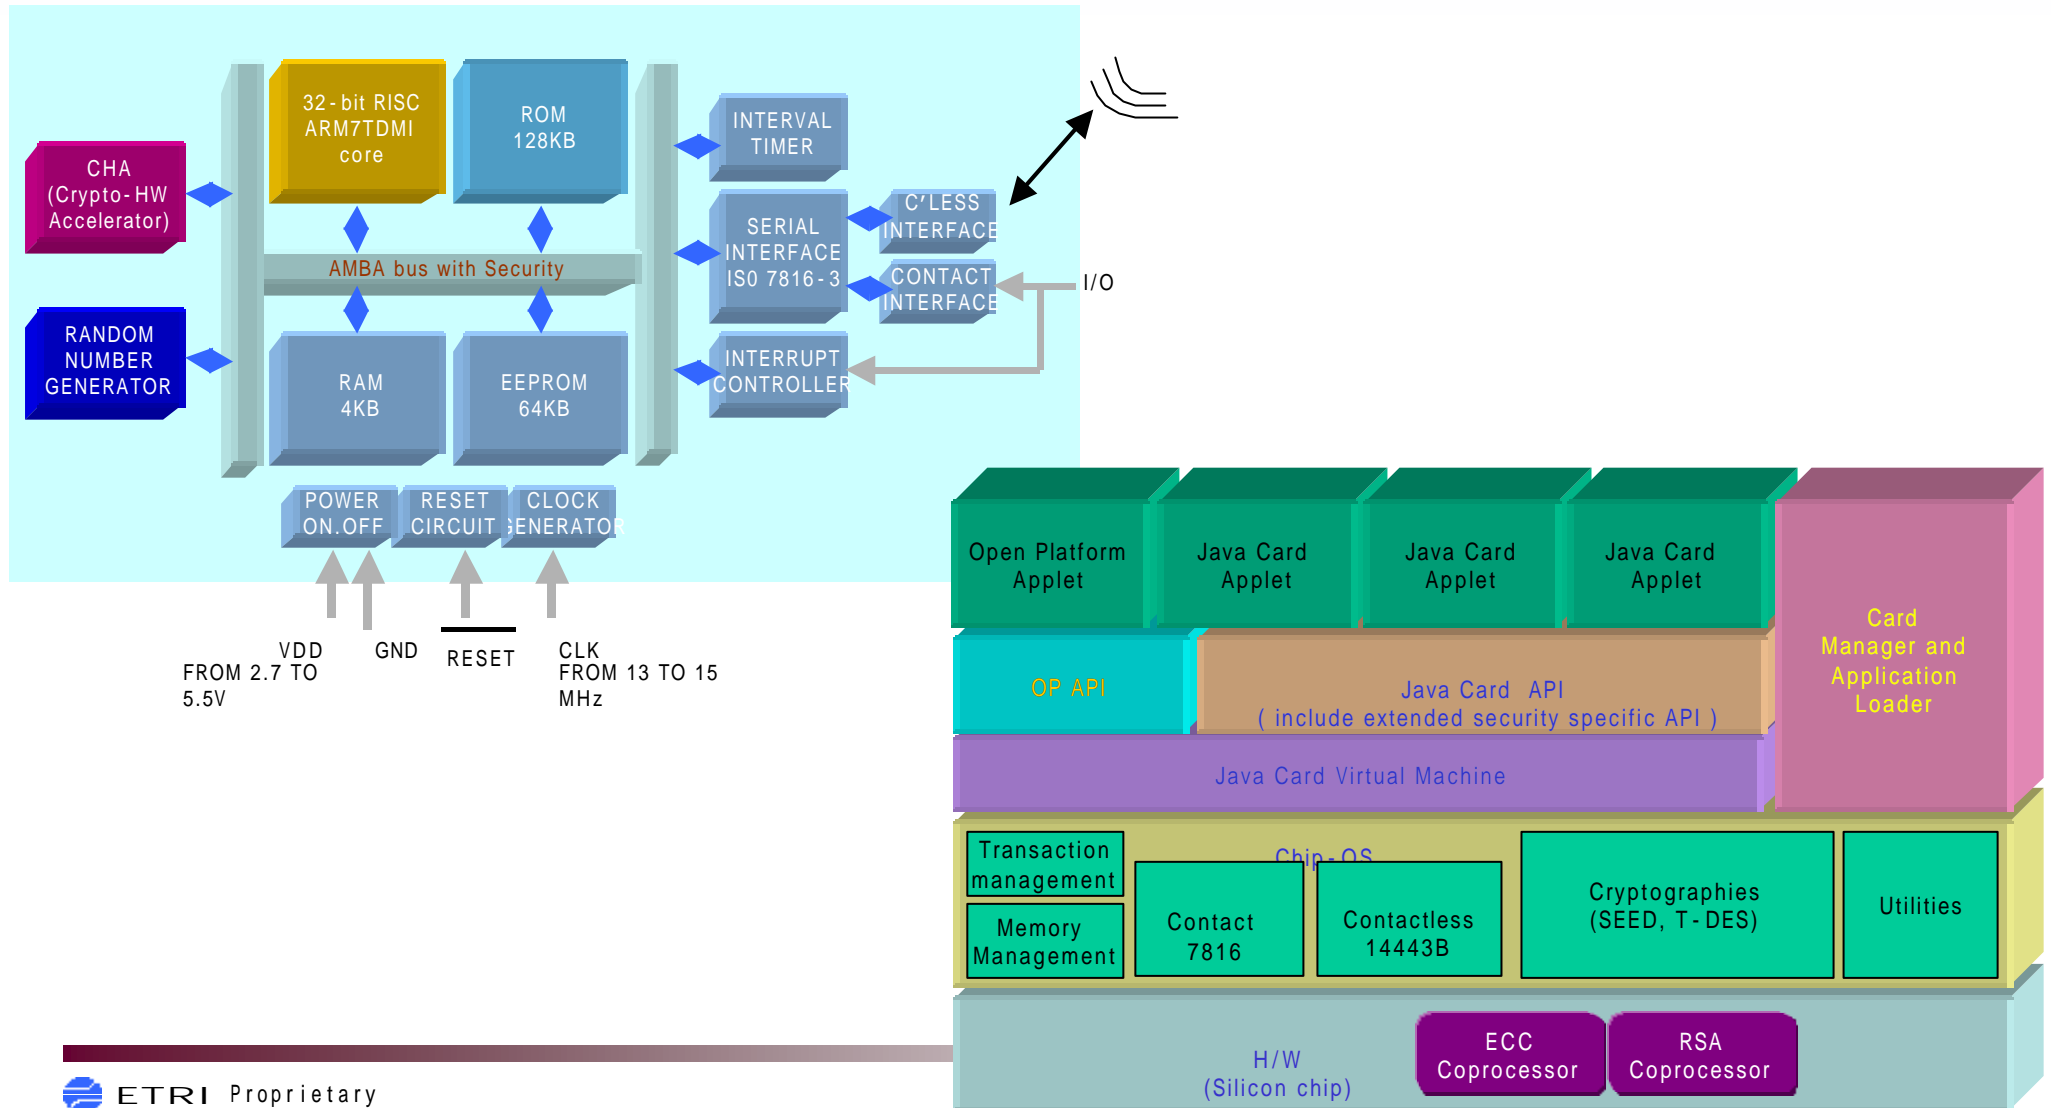 32-bit RISC
ARM7TDMI
core
ROM
128KB
INTERVAL
TIMER
CHA
(Crypto-HW
Accelerator)
SERIAL
INTERFACE
IS0 7816-3
C'LESS
INTERFACE
AMBA bus with Security
CONTACT
INTERFACE
I/O
RANDOM
NUMBER
GENERATOR
RAM
4KB
EEPROM
64KB
INTERRUPT
CONTROLLER
POWER
ON.OFF
RESET
CIRCUIT
CLOCK
GENERATOR
VDD
FROM 2.7 TO
5.5V
GND
RESET
CLK
FROM 13 TO 15
MHz
Open Platform
Applet
Java Card
Applet
Java Card
Applet
Java Card
Applet
Card
Manager and
Application
Loader
OP API
Java Card API
( include extended security specific API )
Java Card Virtual Machine
Chip-OS
Transaction
management
Memory
Management
Contact
7816
Contactless
14443B
Cryptographies
(SEED, T-DES)
Utilities
H/W
(Silicon chip)
ECC
Coprocessor
RSA
Coprocessor
ETRI Proprietary